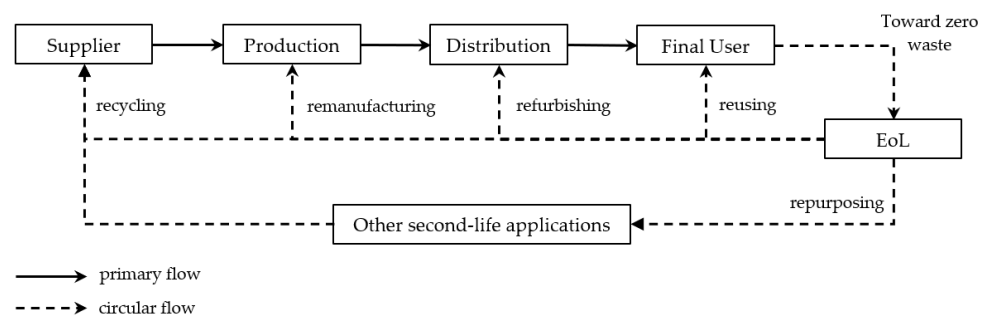 Toward zero
waste
Supplier
Production
Distribution
Final User
recycling
remanufacturing
refurbishing
reusing
EoL
repurposing
Other second-life applications
primary flow
circular flow